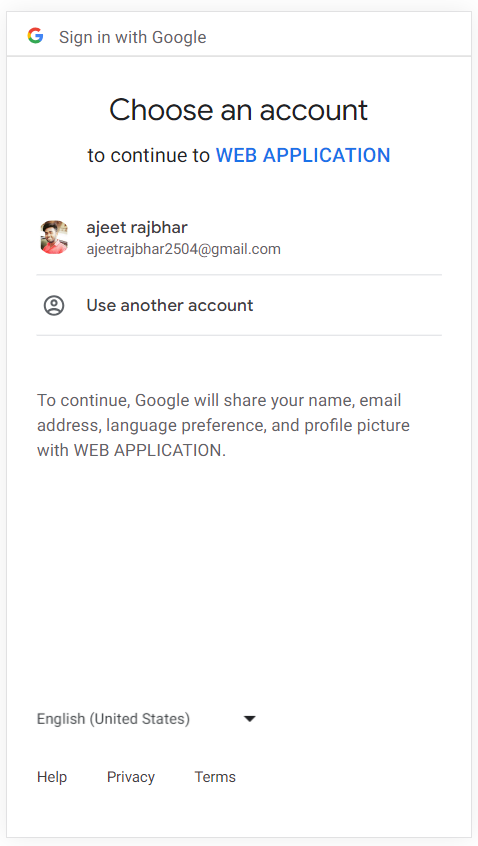 Sign in with Google
Choose an account
to continue to WEB APPLICATION
ajeet rajbhar
ajeetrajbhar2504@gmail.com
Use another account
To continue, Google will share your name, email
address, language preference, and profile picture
with WEB APPLICATION.
English (United States)
Help Privacy Terms